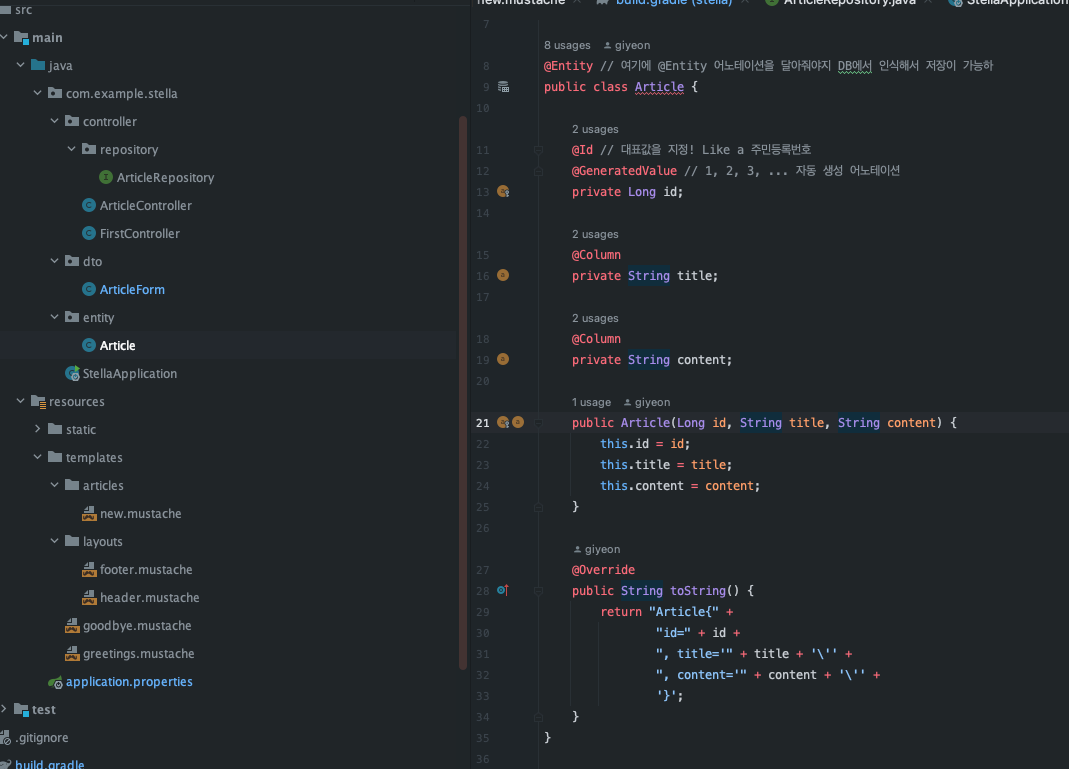 src
main
java
com.example.stella
controller
repository
ArticleRepository
ArticleController
FirstController
dto
ArticleForm
entity
Article
StellaApplication
resources
static
templates
articles
new.mustache
layouts
footer.mustache
header.mustache
goodbye.mustache
greetings.mustache
application.properties
test
.gitignore
build.gradle
new.mustache build.gradle (stella) ArticleRepository.java StellaApplication
7
8 usages giyeon
8 @Entity // 여기에 @Entity 어노테이션을 달아줘야지 DB에서 인식해서 저장이 가능하
9 public class Article {
10
2 usages
11 @Id // 대표값을 지정! Like a 주민등록번호
12 @GeneratedValue // 1, 2, 3, ... 자동 생성 어노테이션
13 private Long id;
14
2 usages
15 @Column
16 private String title;
17
2 usages
18 @Column
19 private String content;
20
1 usage giyeon
21 public Article(Long id, String title, String content) {
22 this.id = id;
23 this.title = title;
24 this.content = content;
25 }
26
giyeon
27 @Override
28 public String toString() {
29 return "Article{" +
30 "id=" + id +
31 ", title='" + title + '\'' +
32 ", content='" + content + '\'' +
33 '}';
34 }
35 }
36